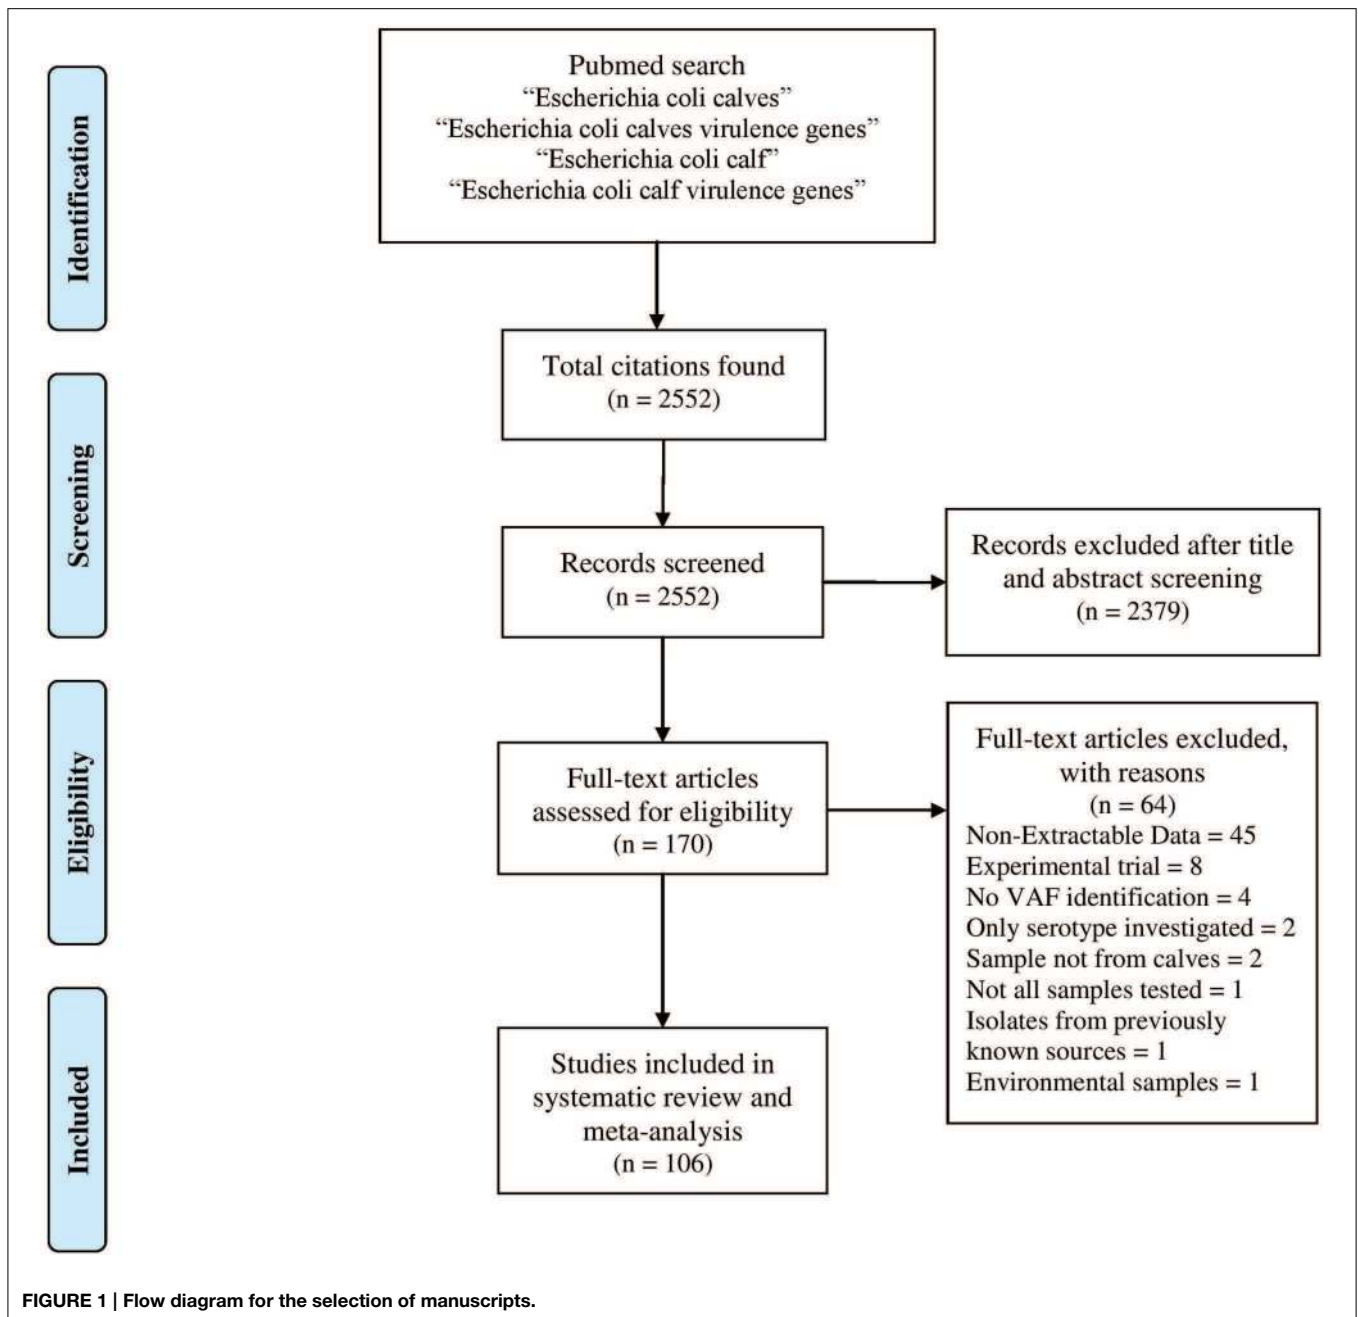 Identification
Screening
Eligibility
Included
Pubmed search
“Escherichia coli calves”
“Escherichia coli calves virulence genes”
“Escherichia coli calf”
“Escherichia coli calf virulence genes”
Total citations found
(n = 2552)
Records screened
(n = 2552)
Records excluded after title
and abstract screening
(n = 2379)
Full-text articles
assessed for eligibility
(n = 170)
Full-text articles excluded,
with reasons
(n = 64)
Non-Extractable Data = 45
Experimental trial = 8
No VAF identification = 4
Only serotype investigated = 2
Sample not from calves = 2
Not all samples tested = 1
Isolates from previously
known sources = 1
Environmental samples = 1
Studies included in
systematic review and
meta-analysis
(n = 106)
FIGURE 1 | Flow diagram for the selection of manuscripts.